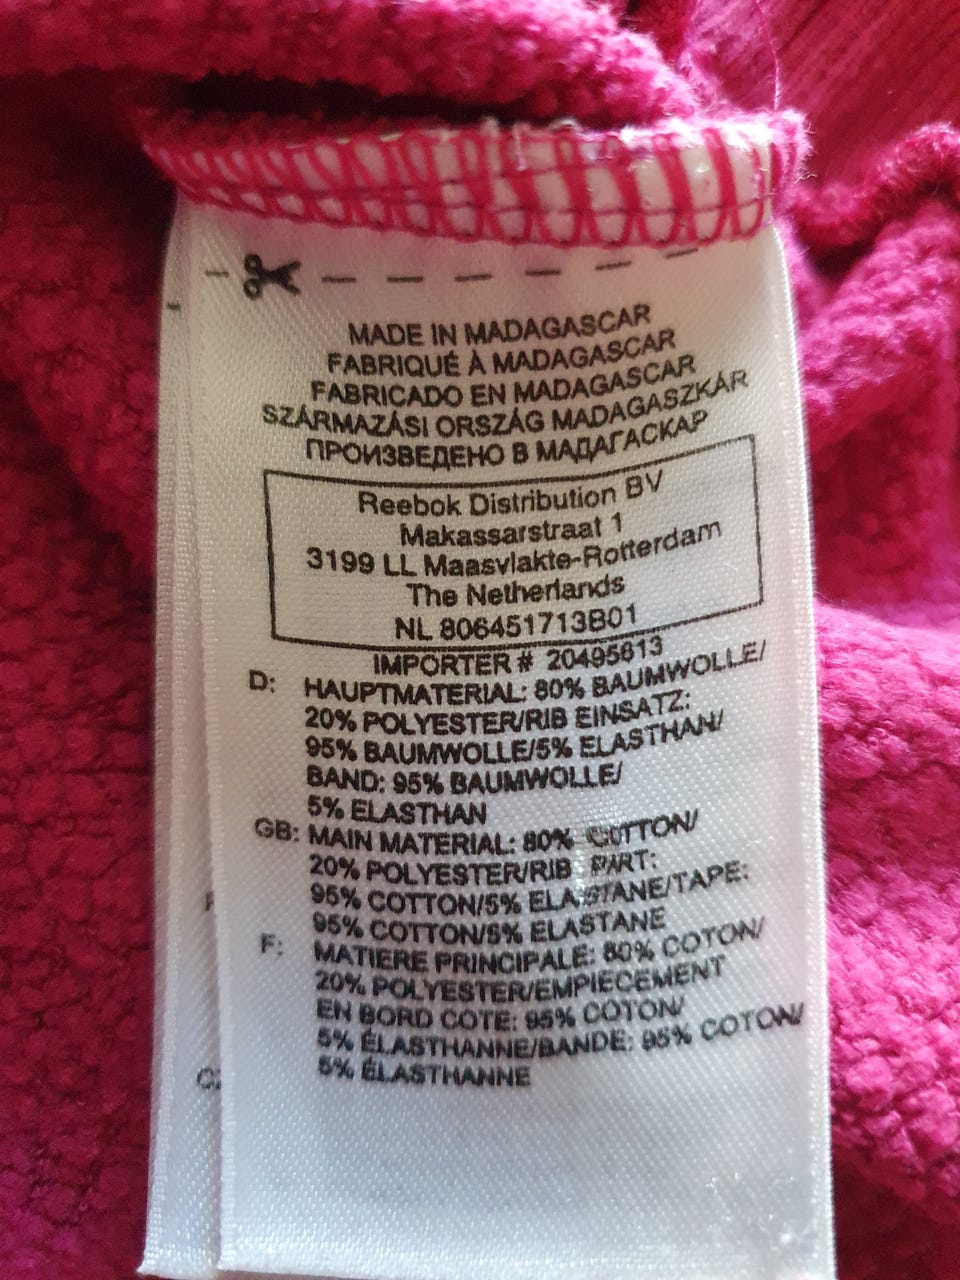 MADE IN MADAGASCAR
FABRIQUÉ À MADAGASCAR
FABRICADO EN MADAGASCAR
SZÁRMAZÁSI ORSZÁG MADAGASZKÁR
ПРОИЗВЕДЕНО В МАДАГАСКАР
Reebok Distribution BV
Makassarstraat 1
3199 LL Maasvlakte-Rotterdam
The Netherlands
NL 806451713B01
IMPORTER # 20495613
D: HAUPTMATERIAL: 80% BAUMWOLLE/
20% POLYESTER/RIB EINSATZ:
95% BAUMWOLLE/5% ELASTHAN/
BAND: 95% BAUMWOLLE/
5% ELASTHAN
GB: MAIN MATERIAL: 80% COTTON/
20% POLYESTER/RIB PART:
95% COTTON/5% ELASTANE/TAPE:
95% COTTON/5% ELASTANE
F: MATIERE PRINCIPALE: 80% COTON/
20% POLYESTER/EMPIECEMENT
EN BORD COTE: 95% COTON/
5% ÉLASTHANNE/BANDE: 95% COTON/
5% ÉLASTHANNE